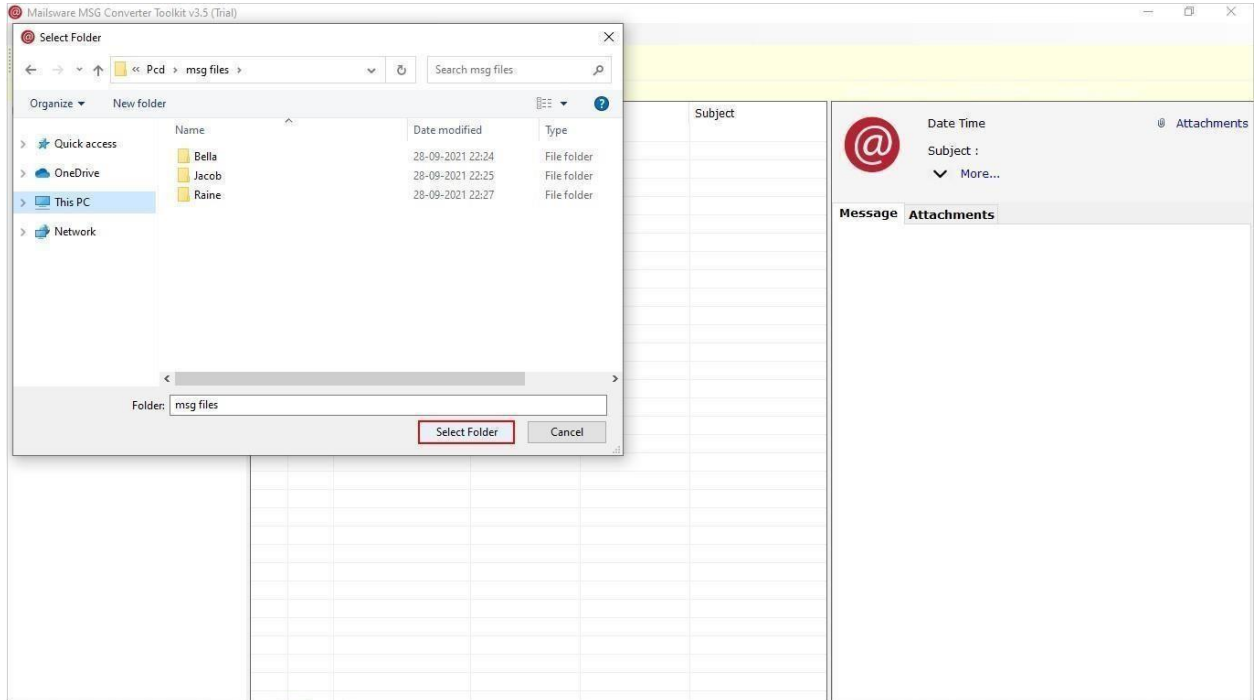 Mailsware MSG Converter Toolkit v3.5 (Trial)
Select Folder
« Pcd › msg files ›
Search msg files
Organize
New folder
Name Date modified Type
Quick access
OneDrive
This PC
Network
Bella 28-09-2021 22:24 File folder
Jacob 28-09-2021 22:25 File folder
Raine 28-09-2021 22:27 File folder
Folder: msg files
Select Folder Cancel
Subject
Date Time Attachments
Subject :
More...
Message Attachments